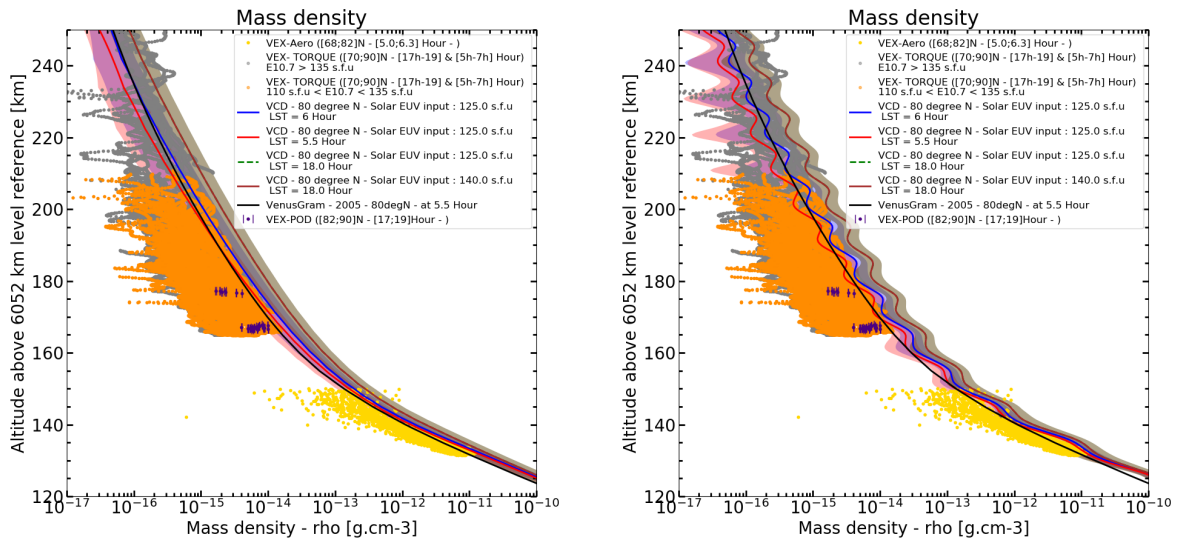 Mass density
240
220
200
180
160
140
120
10⁻¹⁷ 10⁻¹⁶ 10⁻¹⁵ 10⁻¹⁴ 10⁻¹³ 10⁻¹² 10⁻¹¹ 10⁻¹⁰
Mass density - rho [g.cm-3]
Altitude above 6052 km level reference [km]
VEX-Aero ([68;82]N - [5.0;6.3] Hour - )
VEX- TORQUE ([70;90]N - [17h-19] & [5h-7h] Hour)
E10.7 > 135 s.f.u
VEX- TORQUE ([70;90]N - [17h-19] & [5h-7h] Hour)
110 s.f.u < E10.7 < 135 s.f.u
VCD - 80 degree N - Solar EUV input : 125.0 s.f.u
LST = 6 Hour
VCD - 80 degree N - Solar EUV input : 125.0 s.f.u
LST = 5.5 Hour
VCD - 80 degree N - Solar EUV input : 125.0 s.f.u
LST = 18.0 Hour
VCD - 80 degree N - Solar EUV input : 140.0 s.f.u
LST = 18.0 Hour
VenusGram - 2005 - 80degN - at 5.5 Hour
VEX-POD ([82;90]N - [17;19]Hour - )
Mass density
240
220
200
180
160
140
120
10⁻¹⁷ 10⁻¹⁶ 10⁻¹⁵ 10⁻¹⁴ 10⁻¹³ 10⁻¹² 10⁻¹¹ 10⁻¹⁰
Mass density - rho [g.cm-3]
Altitude above 6052 km level reference [km]
VEX-Aero ([68;82]N - [5.0;6.3] Hour - )
VEX- TORQUE ([70;90]N - [17h-19] & [5h-7h] Hour)
E10.7 > 135 s.f.u
VEX- TORQUE ([70;90]N - [17h-19] & [5h-7h] Hour)
110 s.f.u < E10.7 < 135 s.f.u
VCD - 80 degree N - Solar EUV input : 125.0 s.f.u
LST = 6 Hour
VCD - 80 degree N - Solar EUV input : 125.0 s.f.u
LST = 5.5 Hour
VCD - 80 degree N - Solar EUV input : 125.0 s.f.u
LST = 18.0 Hour
VCD - 80 degree N - Solar EUV input : 140.0 s.f.u
LST = 18.0 Hour
VenusGram - 2005 - 80degN - at 5.5 Hour
VEX-POD ([82;90]N - [17;19]Hour - )